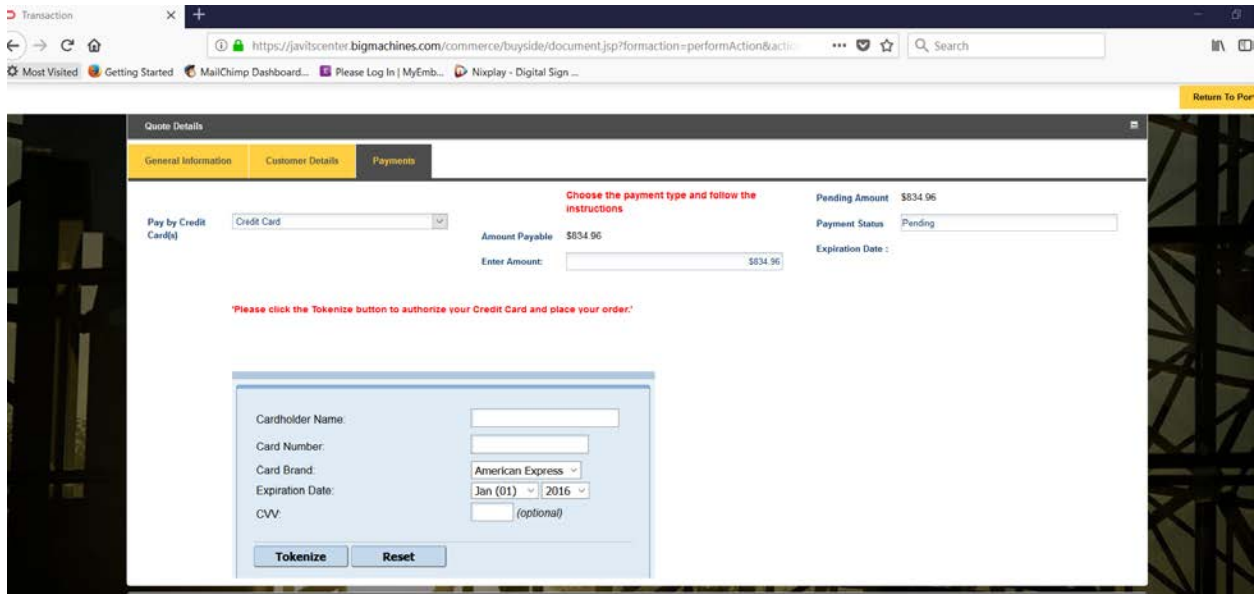 Transaction
https://javitscenter.bigmachines.com/commerce/buyside/document.jsp?formaction=performAction&actio
Search
Most Visited Getting Started MailChimp Dashboard... Please Log In | MyEmb... Nixplay - Digital Sign ...
Return To Por
Quote Details
General Information Customer Details Payments
Choose the payment type and follow the
instructions
Pending Amount $834.96
Pay by Credit
Card(s)
Credit Card
Amount Payable $834.96
Payment Status Pending
Enter Amount: $834.96
Expiration Date :
'Please click the Tokenize button to authorize your Credit Card and place your order.'
Cardholder Name:
Card Number:
Card Brand: American Express
Expiration Date: Jan (01) 2016
CVV: (optional)
Tokenize Reset